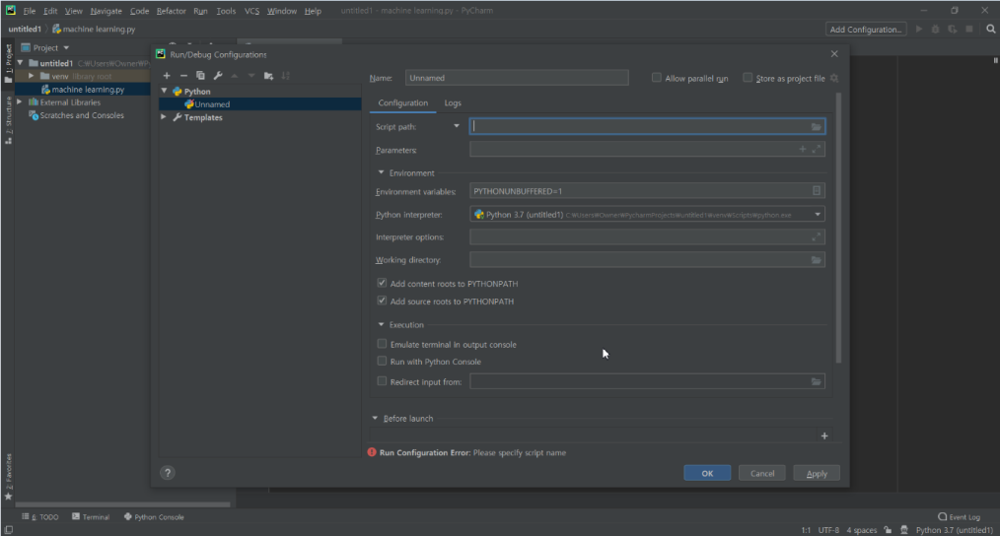 File Edit View Navigate Code Refactor Run Tools VCS Window Help untitled1 - machine learning.py - PyCharm
untitled1 machine learning.py Add Configuration...
Project
1: Project
Run/Debug Configurations
untitled1
venv library root
machine learning.py
External Libraries
Scratches and Consoles
Z: Structure
Python
Unnamed
Templates
Name: Unnamed Allow parallel run Store as project file
Configuration Logs
Script path:
Parameters:
Environment
Environment variables: PYTHONUNBUFFERED=1
Python interpreter: Python 3.7 (untitled1) C:₩Users₩Owner₩PycharmProjects₩untitled1₩venv₩Scripts₩python.exe
Interpreter options:
Working directory:
Add content roots to PYTHONPATH
Add source roots to PYTHONPATH
Execution
Emulate terminal in output console
Run with Python Console
Redirect input from:
Before launch
Run Configuration Error: Please specify script name
? OK Cancel Apply
2: Favorites
6: TODO Terminal Python Console Event Log
1:1 UTF-8 4 spaces Python 3.7 (untitled1)